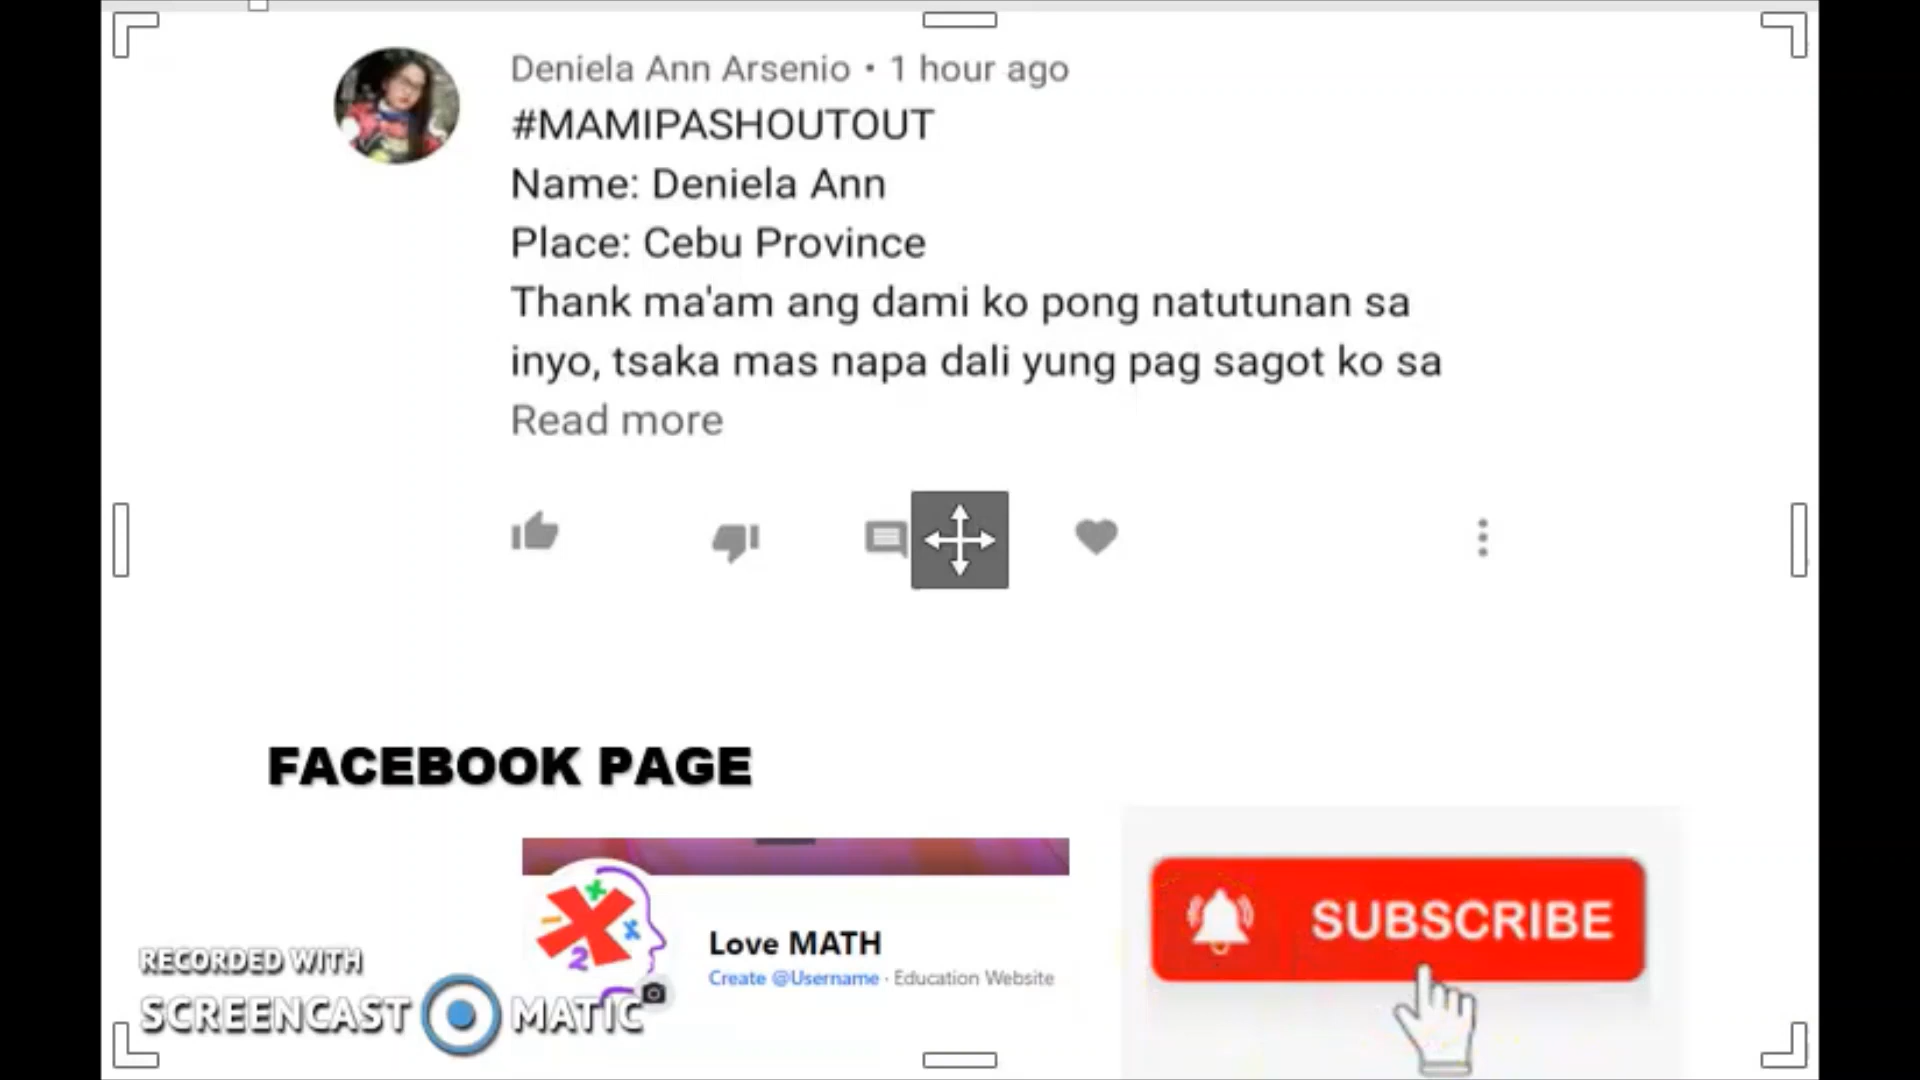 Deniela Ann Arsenio • 1 hour ago
#MAMIPASHOUTOUT
Name: Deniela Ann
Place: Cebu Province
Thank ma'am ang dami ko pong natutunan sa
inyo, tsaka mas napa dali yung pag sagot ko sa
Read more
FACEBOOK PAGE
Love MATH
Create @Username · Education Website
SUBSCRIBE
RECORDED WITH
SCREENCAST MATIC